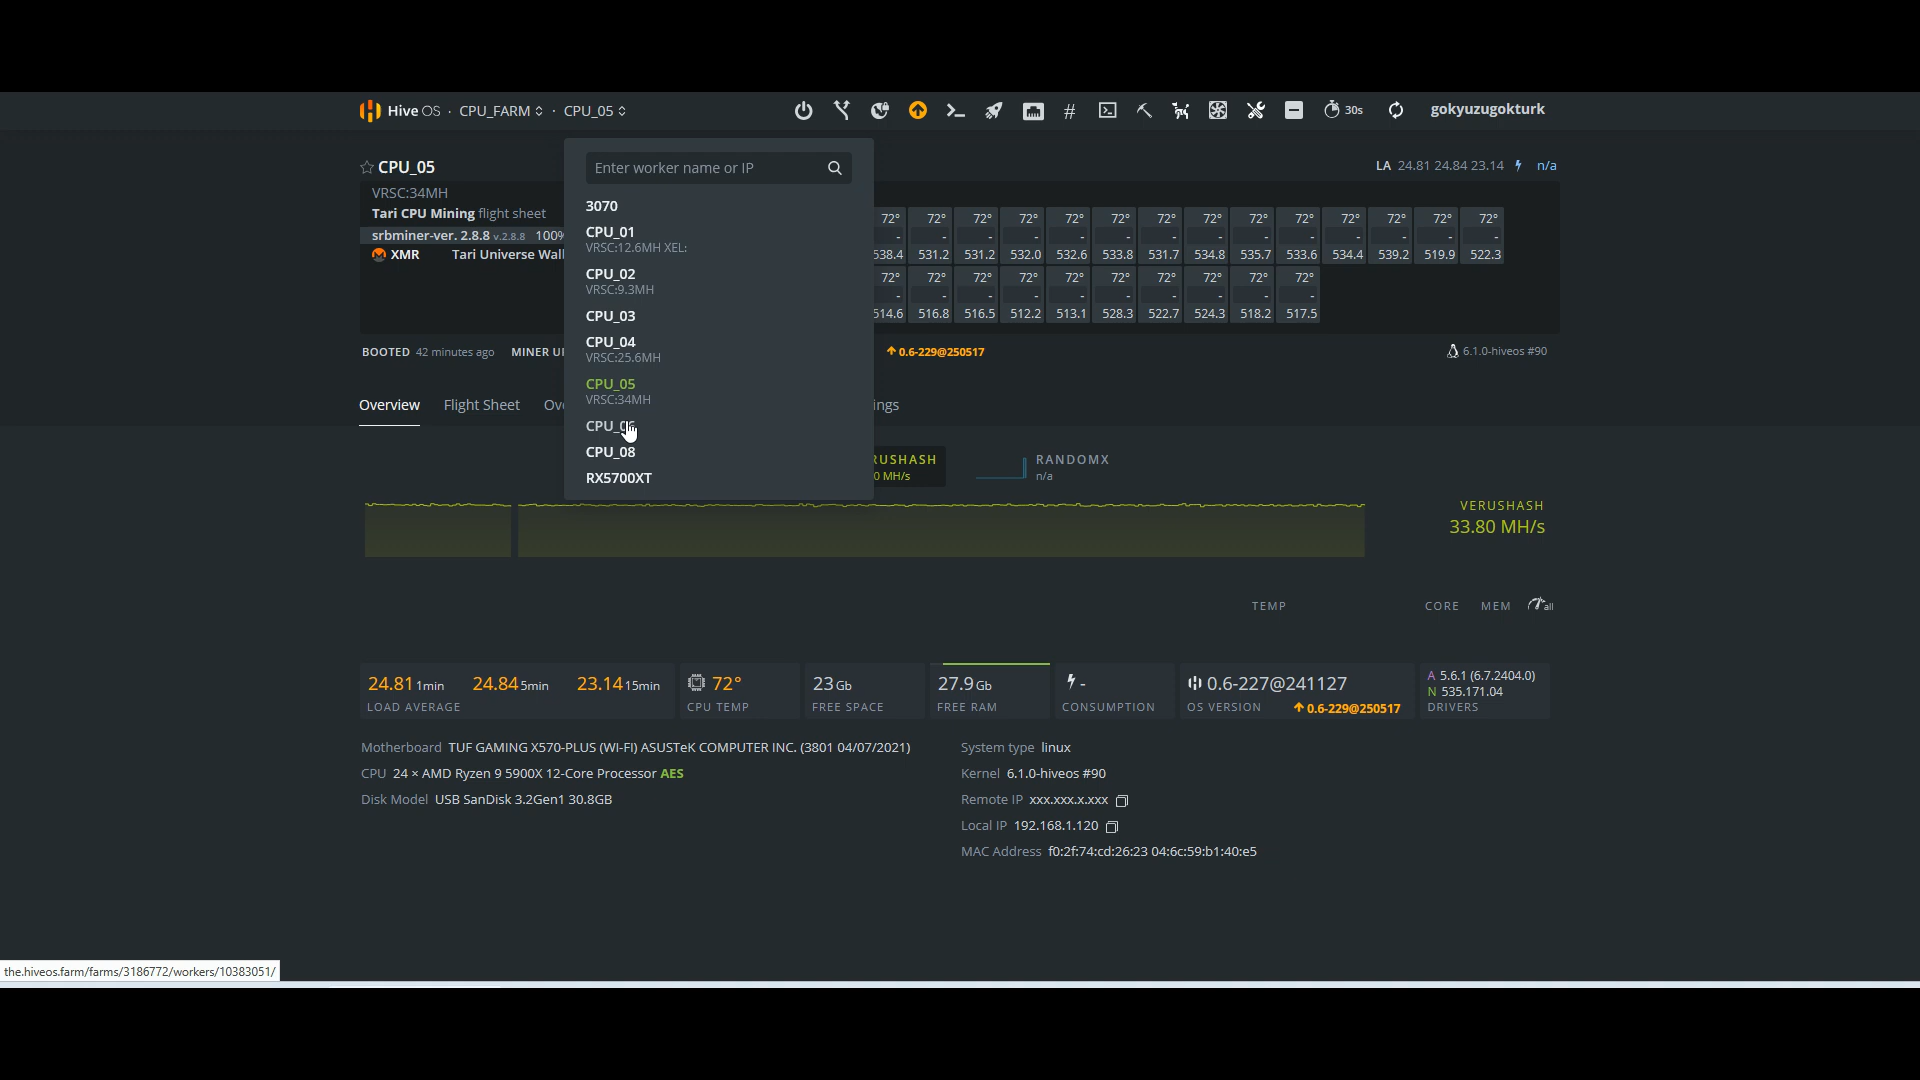 Hive OS · CPU_FARM · CPU_05
30s
gokyuzugokturk
CPU_05
LA 24.81 24.84 23.14 n/a
Enter worker name or IP
3070
CPU_01
VRSC:12.6MH XEL:
CPU_02
VRSC:9.3MH
CPU_03
CPU_04
VRSC:25.6MH
CPU_05
VRSC:34MH
CPU_06
CPU_08
RX5700XT
VRSC:34MH
Tari CPU Mining flight sheet
srbminer-ver. 2.8.8 v.2.8.8 100%
XMR Tari Universe Wall
72° 72° 72° 72° 72° 72° 72° 72° 72° 72° 72° 72° 72° 72°
- - - - - - - - - - - - -
538.4 531.2 531.2 532.0 532.6 533.8 531.7 534.8 535.7 533.6 534.4 539.2 519.9 522.3
72° 72° 72° 72° 72° 72° 72° 72° 72° 72°
- - - - - - - - -
514.6 516.8 516.5 512.2 513.1 528.3 522.7 524.3 518.2 517.5
BOOTED 42 minutes ago MINER U
0.6-229@250517
6.1.0-hiveos #90
Overview Flight Sheet Ov ings
RUSHASH
0 MH/s
RANDOMX
n/a
VERUSHASH
33.80 MH/s
TEMP CORE MEM all
24.81 1min 24.84 5min 23.14 15min
LOAD AVERAGE
72°
CPU TEMP
23 Gb
FREE SPACE
27.9 Gb
FREE RAM
-
CONSUMPTION
0.6-227@241127
OS VERSION 0.6-229@250517
A 5.6.1 (6.7.2404.0)
N 535.171.04
DRIVERS
Motherboard TUF GAMING X570-PLUS (WI-FI) ASUSTeK COMPUTER INC. (3801 04/07/2021)
CPU 24 × AMD Ryzen 9 5900X 12-Core Processor AES
Disk Model USB SanDisk 3.2Gen1 30.8GB
System type linux
Kernel 6.1.0-hiveos #90
Remote IP xxx.xxx.x.xxx
Local IP 192.168.1.120
MAC Address f0:2f:74:cd:26:23 04:6c:59:b1:40:e5
the.hiveos.farm/farms/3186772/workers/10383051/